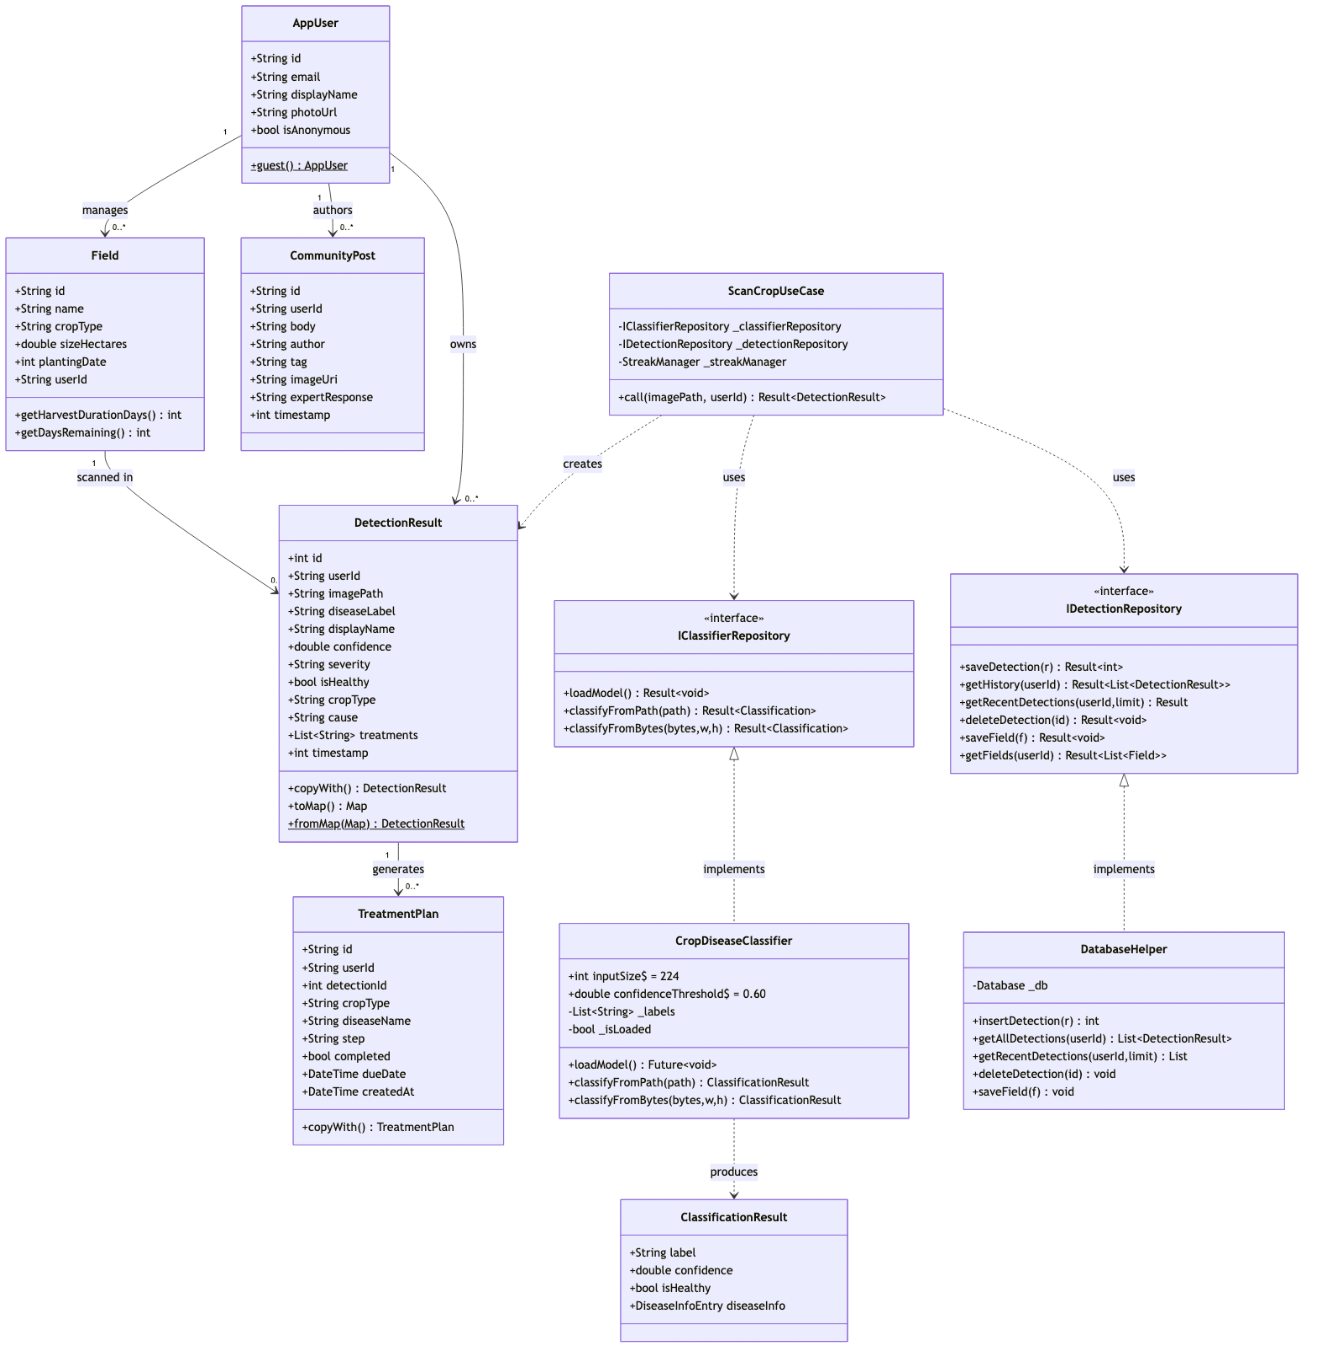 AppUser
+String id
+String email
+String displayName
+String photoUrl
+bool isAnonymous
+guest() : AppUser
1
1
1
manages
authors
0..*
0..*
Field
+String id
+String name
+String cropType
+double sizeHectares
+int plantingDate
+String userId
+getHarvestDurationDays() : int
+getDaysRemaining() : int
CommunityPost
+String id
+String userId
+String body
+String author
+String tag
+String imageUri
+String expertResponse
+int timestamp
owns
ScanCropUseCase
-IClassifierRepository _classifierRepository
-IDetectionRepository _detectionRepository
-StreakManager _streakManager
+call(imagePath, userId) : Result<DetectionResult>
1
scanned in
0..*
creates
uses
uses
0.
DetectionResult
+int id
+String userId
+String imagePath
+String diseaseLabel
+String displayName
+double confidence
+String severity
+bool isHealthy
+String cropType
+String cause
+List<String> treatments
+int timestamp
+copyWith() : DetectionResult
+toMap() : Map
+fromMap(Map) : DetectionResult
«interface»
IClassifierRepository
+loadModel() : Result<void>
+classifyFromPath(path) : Result<Classification>
+classifyFromBytes(bytes,w,h) : Result<Classification>
«interface»
IDetectionRepository
+saveDetection(r) : Result<int>
+getHistory(userId) : Result<List<DetectionResult>>
+getRecentDetections(userId,limit) : Result
+deleteDetection(id) : Result<void>
+saveField(f) : Result<void>
+getFields(userId) : Result<List<Field>>
1
generates
0..*
implements
implements
TreatmentPlan
+String id
+String userId
+int detectionId
+String cropType
+String diseaseName
+String step
+bool completed
+DateTime dueDate
+DateTime createdAt
+copyWith() : TreatmentPlan
CropDiseaseClassifier
+int inputSize$ = 224
+double confidenceThreshold$ = 0.60
-List<String> _labels
-bool _isLoaded
+loadModel() : Future<void>
+classifyFromPath(path) : ClassificationResult
+classifyFromBytes(bytes,w,h) : ClassificationResult
DatabaseHelper
-Database _db
+insertDetection(r) : int
+getAllDetections(userId) : List<DetectionResult>
+getRecentDetections(userId,limit) : List
+deleteDetection(id) : void
+saveField(f) : void
produces
ClassificationResult
+String label
+double confidence
+bool isHealthy
+DiseaseInfoEntry diseaseInfo